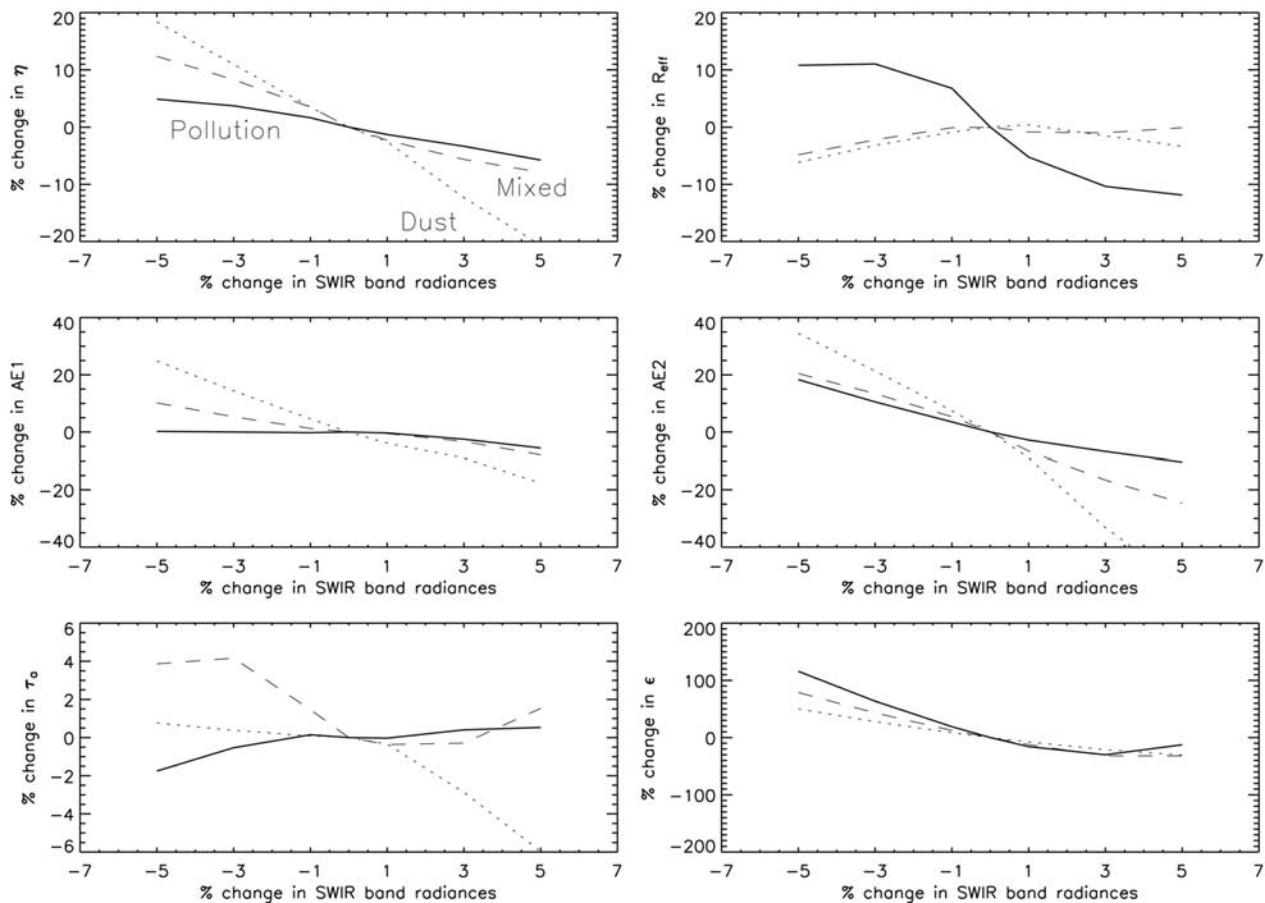 % change in η
20
10
0
−10
−20
Pollution
Mixed
Dust
−7 −5 −3 −1 1 3 5 7
% change in SWIR band radiances
% change in Reff
20
10
0
−10
−20
−7 −5 −3 −1 1 3 5 7
% change in SWIR band radiances
% change in AE1
40
20
0
−20
−40
−7 −5 −3 −1 1 3 5 7
% change in SWIR band radiances
% change in AE2
40
20
0
−20
−40
−7 −5 −3 −1 1 3 5 7
% change in SWIR band radiances
% change in τa
6
4
2
0
−2
−4
−6
−7 −5 −3 −1 1 3 5 7
% change in SWIR band radiances
% change in ϵ
200
100
0
−100
−200
−7 −5 −3 −1 1 3 5 7
% change in SWIR band radiances